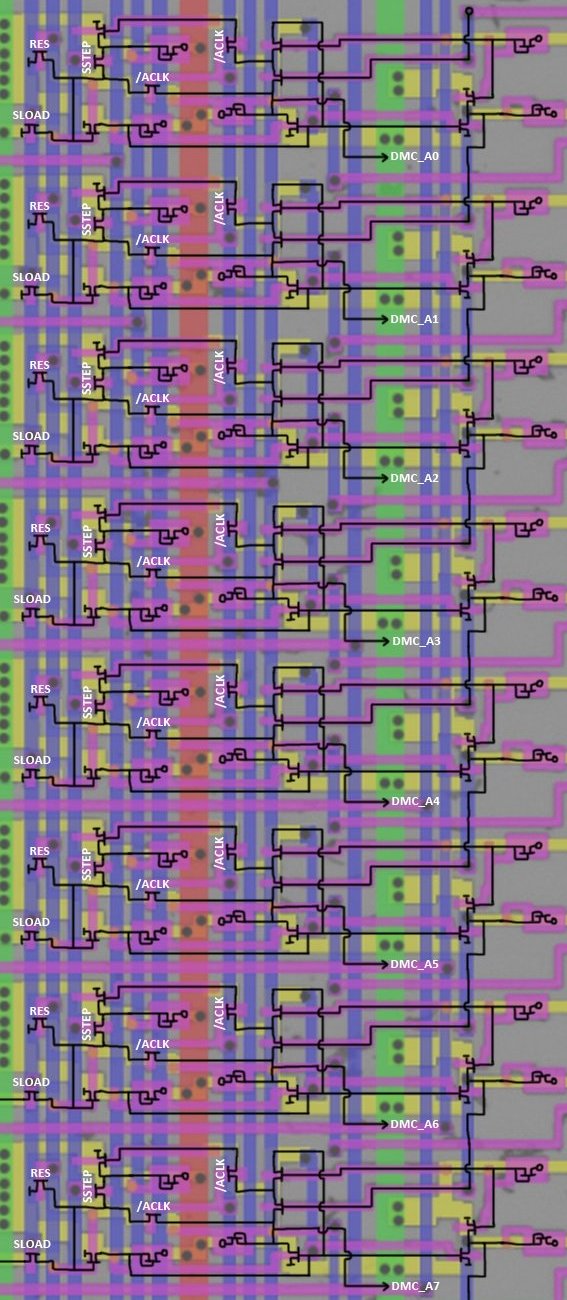 RES
SSTEP
/ACLK
/ACLK
SLOAD
DMC_A0
RES
SSTEP
/ACLK
/ACLK
SLOAD
DMC_A1
RES
SSTEP
/ACLK
/ACLK
SLOAD
DMC_A2
RES
SSTEP
/ACLK
/ACLK
SLOAD
DMC_A3
RES
SSTEP
/ACLK
/ACLK
SLOAD
DMC_A4
RES
SSTEP
/ACLK
/ACLK
SLOAD
DMC_A5
RES
SSTEP
/ACLK
/ACLK
SLOAD
DMC_A6
RES
SSTEP
/ACLK
/ACLK
SLOAD
DMC_A7